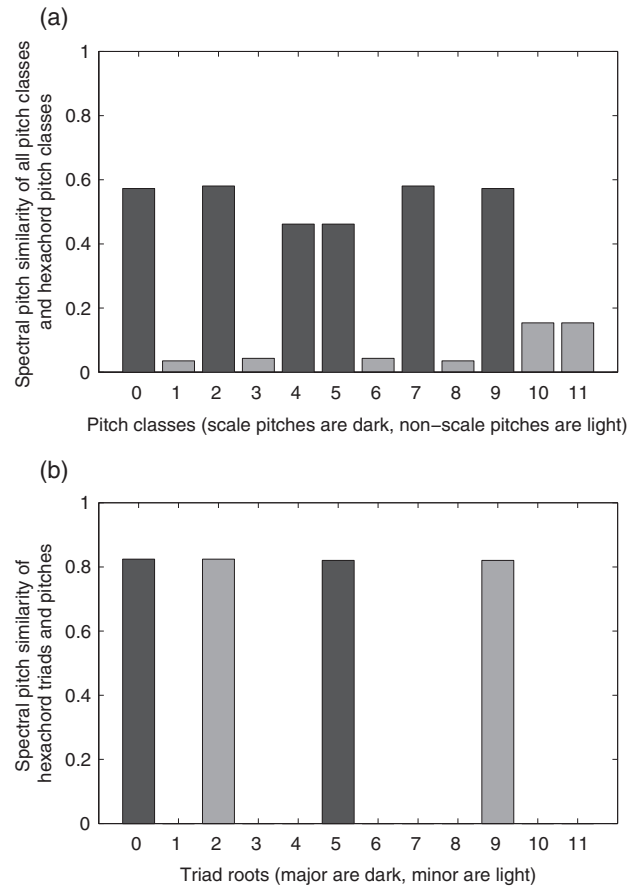 (a)
Spectral pitch similarity of all pitch classes
and hexachord pitch classes
1
0.8
0.6
0.4
0.2
0
0 1 2 3 4 5 6 7 8 9 10 11
Pitch classes (scale pitches are dark, non−scale pitches are light)
(b)
Spectral pitch similarity of
hexachord triads and pitches
1
0.8
0.6
0.4
0.2
0
0 1 2 3 4 5 6 7 8 9 10 11
Triad roots (major are dark, minor are light)